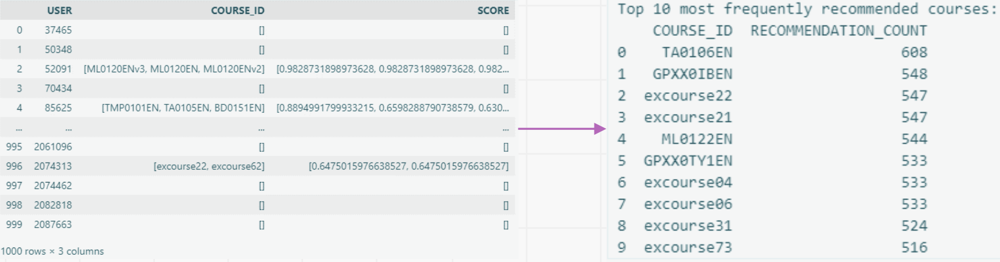 USER COURSE_ID SCORE
0 37465 [] []
1 50348 [] []
2 52091 [ML0120ENv3, ML0120EN, ML0120ENv2] [0.9828731898973628, 0.9828731898973628, 0.982...
3 70434 [] []
4 85625 [TMP0101EN, TA0105EN, BD0151EN] [0.8894991799933215, 0.6598288790738579, 0.630...
... ... ... ...
995 2061096 [] []
996 2074313 [excourse22, excourse62] [0.6475015976638527, 0.6475015976638527]
997 2074462 [] []
998 2082818 [] []
999 2087663 [] []
1000 rows × 3 columns
Top 10 most frequently recommended courses:
COURSE_ID RECOMMENDATION_COUNT
0 TA0106EN 608
1 GPXX0IBEN 548
2 excourse22 547
3 excourse21 547
4 ML0122EN 544
5 GPXX0TY1EN 533
6 excourse04 533
7 excourse06 533
8 excourse31 524
9 excourse73 516